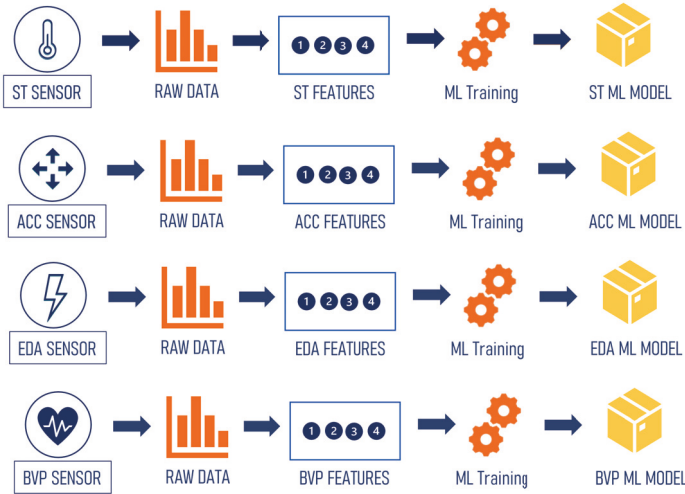 1 2 3 4
ST SENSOR RAW DATA ST FEATURES ML Training ST ML MODEL
1 2 3 4
ACC SENSOR RAW DATA ACC FEATURES ML Training ACC ML MODEL
1 2 3 4
EDA SENSOR RAW DATA EDA FEATURES ML Training EDA ML MODEL
1 2 3 4
BVP SENSOR RAW DATA BVP FEATURES ML Training BVP ML MODEL